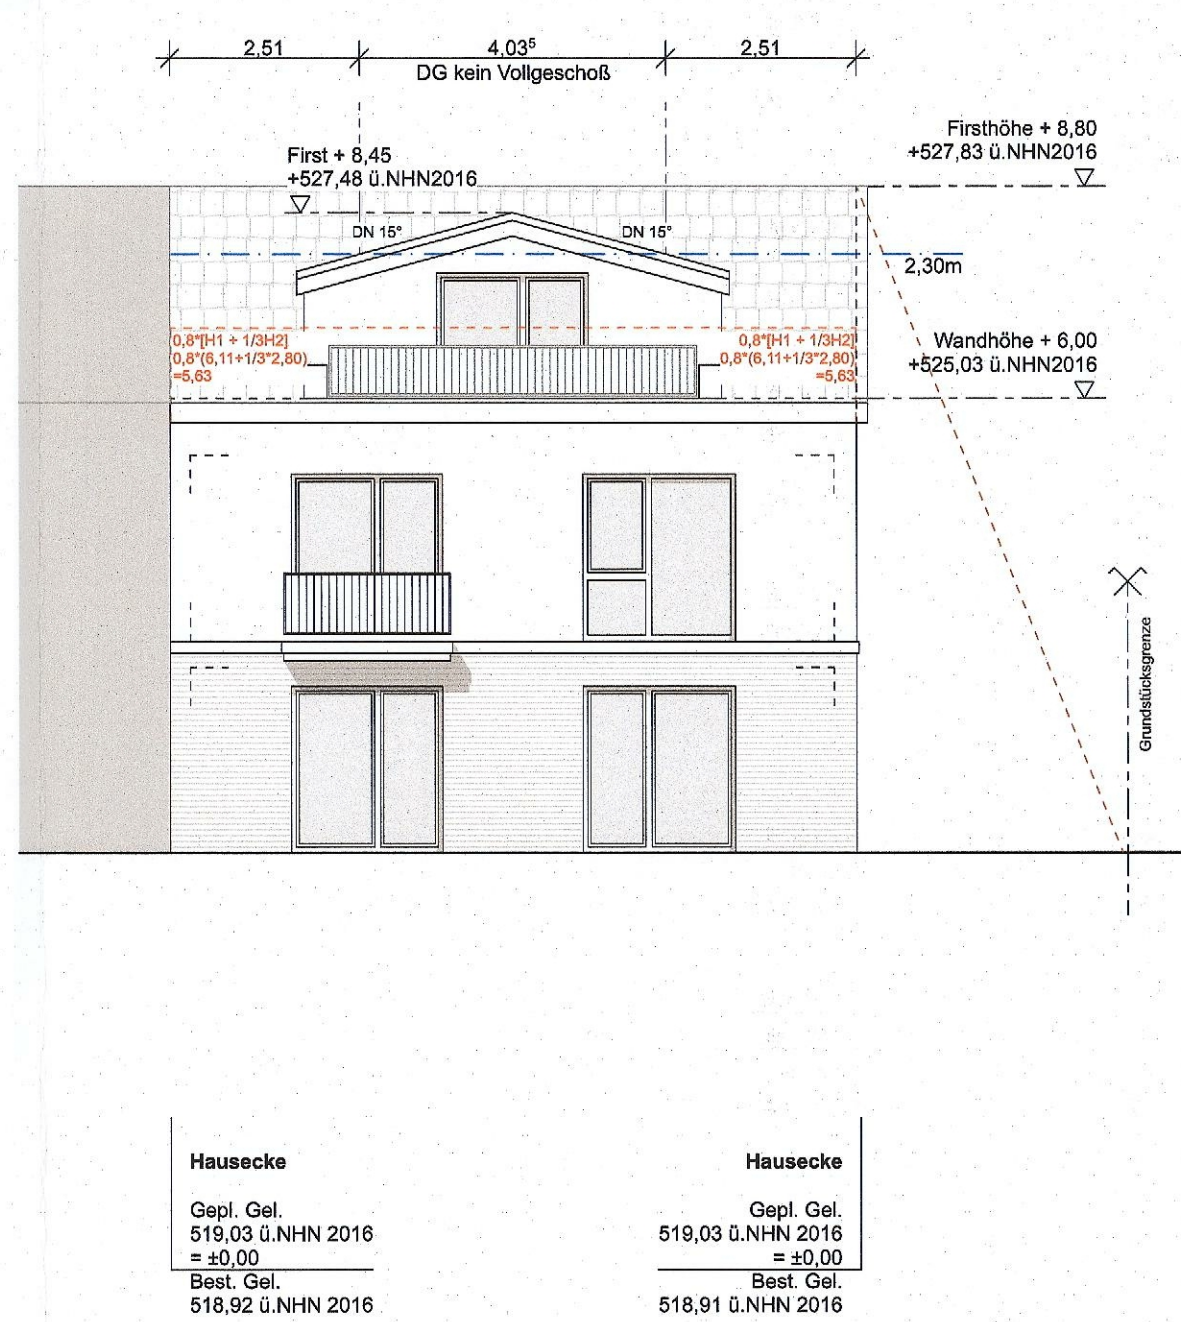 2,51
4,03⁵
2,51
DG kein Vollgeschoß
Firsthöhe + 8,80
+527,83 ü.NHN2016
First + 8,45
+527,48 ü.NHN2016
DN 15°
DN 15°
2,30m
0,8*[H1 + 1/3H2]
0,8*(6,11+1/3*2,80)
=5,63
0,8*[H1 + 1/3H2]
0,8*(6,11+1/3*2,80)
=5,63
Wandhöhe + 6,00
+525,03 ü.NHN2016
Grundstücksgrenze
Hausecke
Gepl. Gel.
519,03 ü.NHN 2016
= ±0,00
Best. Gel.
518,92 ü.NHN 2016
Hausecke
Gepl. Gel.
519,03 ü.NHN 2016
= ±0,00
Best. Gel.
518,91 ü.NHN 2016